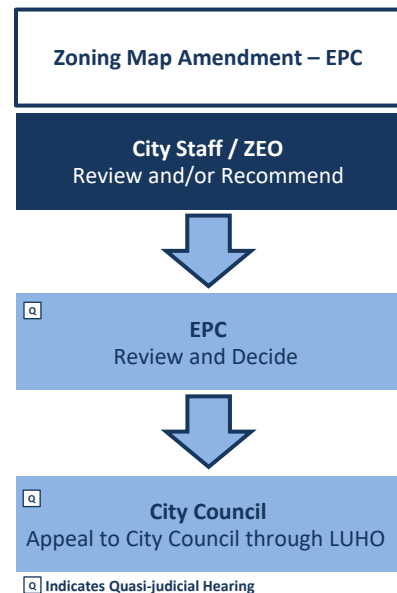 Zoning Map Amendment – EPC
City Staff / ZEO
Review and/or Recommend
Q
EPC
Review and Decide
Q
City Council
Appeal to City Council through LUHO
Q Indicates Quasi-judicial Hearing